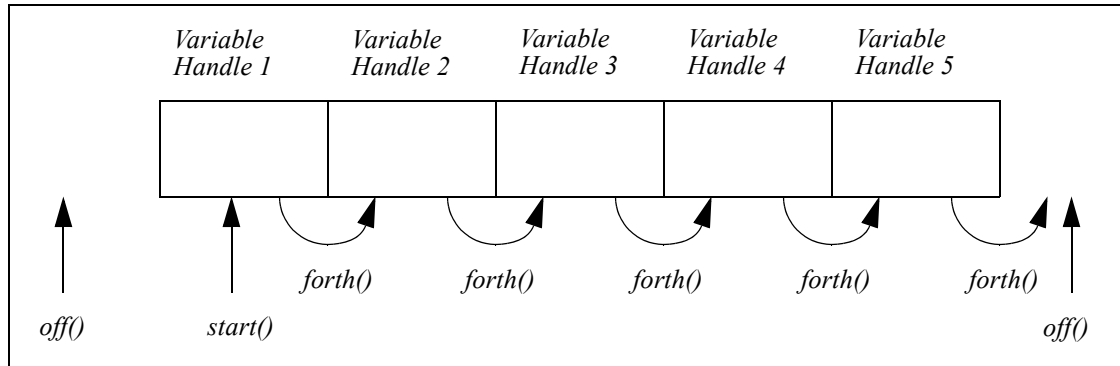 Variable
Handle 1
Variable
Handle 2
Variable
Handle 3
Variable
Handle 4
Variable
Handle 5
forth()
forth()
forth()
forth()
forth()
off()
start()
off()